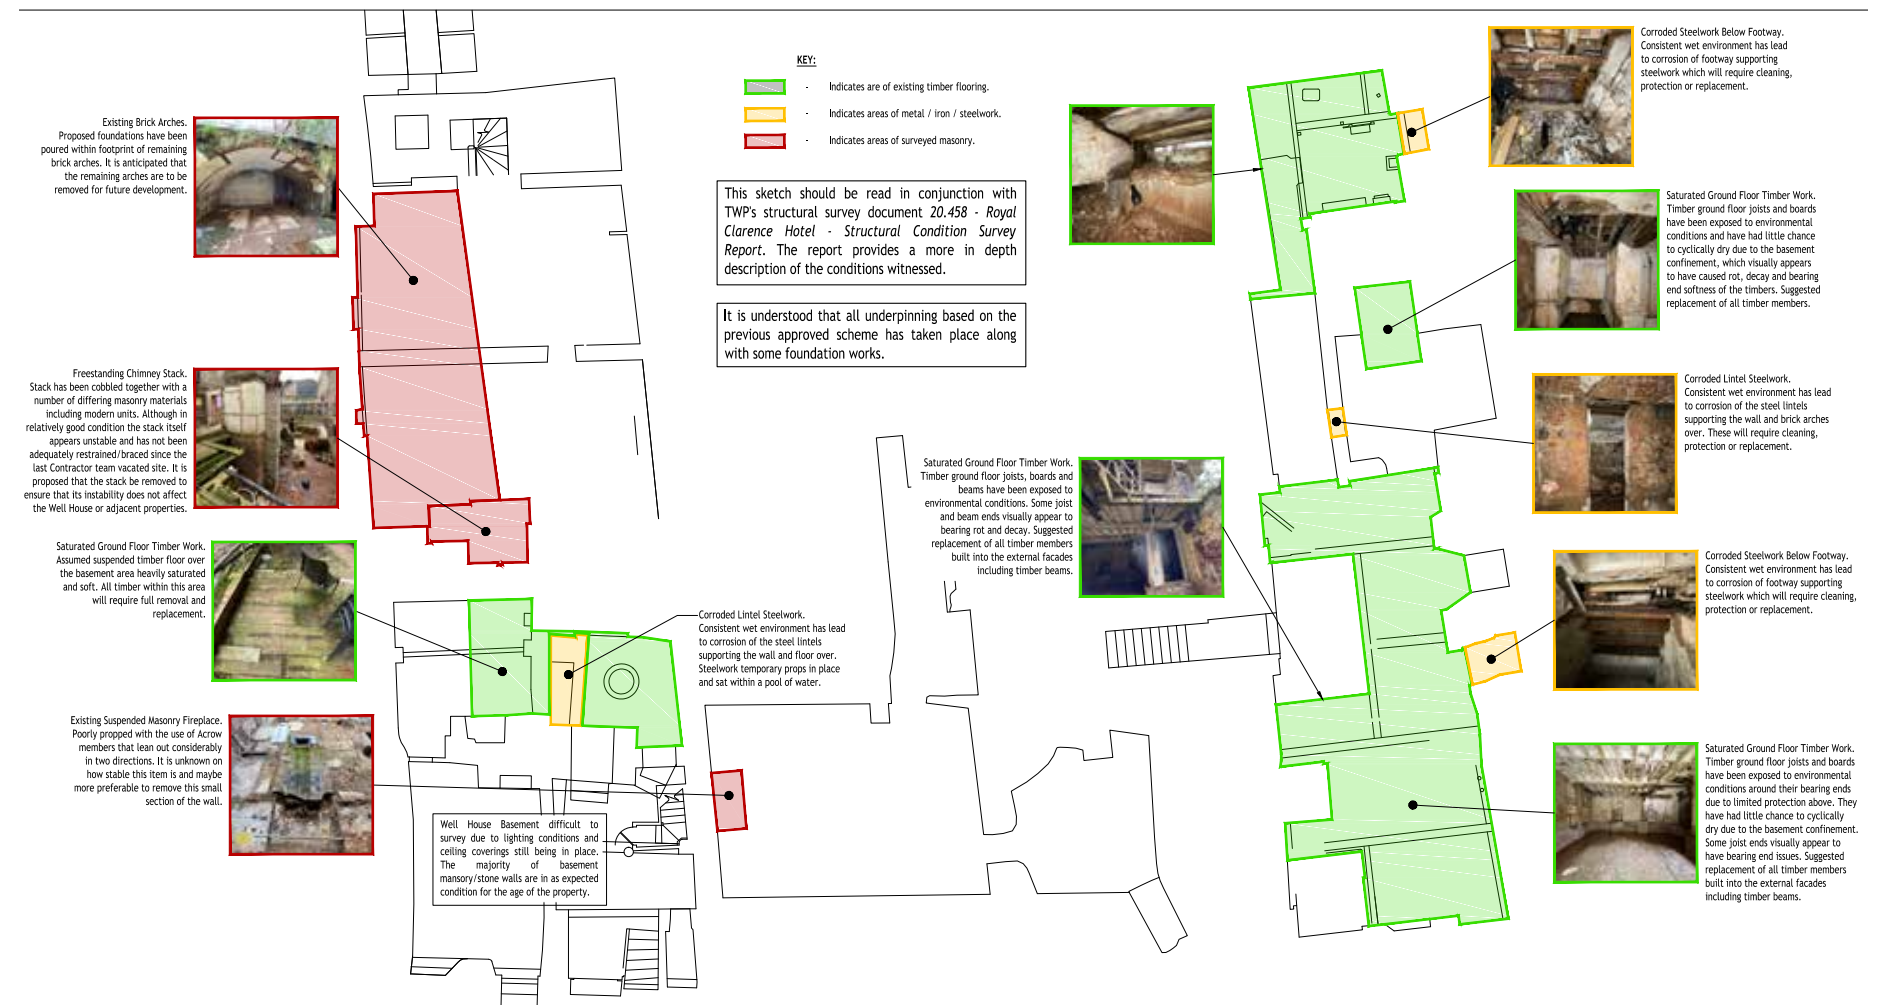 KEY:
- Indicates are of existing timber flooring.
- Indicates areas of metal / iron / steelwork.
- Indicates areas of surveyed masonry.
This sketch should be read in conjunction with
TWP's structural survey document 20.458 - Royal
Clarence Hotel - Structural Condition Survey
Report. The report provides a more in depth
description of the conditions witnessed.
It is understood that all underpinning based on the
previous approved scheme has taken place along
with some foundation works.
Existing Brick Arches.
Proposed foundations have been
poured within footprint of remaining
brick arches. It is anticipated that
the remaining arches are to be
removed for future development.
Freestanding Chimney Stack.
Stack has been cobbled together with a
number of differing masonry materials
including modern units. Although in
relatively good condition the stack itself
appears unstable and has not been
adequately restrained/braced since the
last Contractor team vacated site. It is
proposed that the stack be removed to
ensure that its instability does not affect
the Well House or adjacent properties.
Saturated Ground Floor Timber Work.
Assumed suspended timber floor over
the basement area heavily saturated
and soft. All timber within this area
will require full removal and
replacement.
Existing Suspended Masonry Fireplace.
Poorly propped with the use of Acrow
members that lean out considerably
in two directions. It is unknown on
how stable this item is and maybe
more preferable to remove this small
section of the wall.
Corroded Lintel Steelwork.
Consistent wet environment has lead
to corrosion of the steel lintels
supporting the wall and floor over.
Steelwork temporary props in place
and sat within a pool of water.
Well House Basement difficult to
survey due to lighting conditions and
ceiling coverings still being in place.
The majority of basement
mansory/stone walls are in as expected
condition for the age of the property.
Saturated Ground Floor Timber Work.
Timber ground floor joists, boards and
beams have been exposed to
environmental conditions. Some joist
and beam ends visually appear to
bearing rot and decay. Suggested
replacement of all timber members
built into the external facades
including timber beams.
Corroded Steelwork Below Footway.
Consistent wet environment has lead
to corrosion of footway supporting
steelwork which will require cleaning,
protection or replacement.
Saturated Ground Floor Timber Work.
Timber ground floor joists and boards
have been exposed to environmental
conditions and have had little chance
to cyclically dry due to the basement
confinement, which visually appears
to have caused rot, decay and bearing
end softness of the timbers. Suggested
replacement of all timber members.
Corroded Lintel Steelwork.
Consistent wet environment has lead
to corrosion of the steel lintels
supporting the wall and brick arches
over. These will require cleaning,
protection or replacement.
Corroded Steelwork Below Footway.
Consistent wet environment has lead
to corrosion of footway supporting
steelwork which will require cleaning,
protection or replacement.
Saturated Ground Floor Timber Work.
Timber ground floor joists and boards
have been exposed to environmental
conditions around their bearing ends
due to limited protection above. They
have had little chance to cyclically
dry due to the basement confinement.
Some joist ends visually appear to
have bearing end issues. Suggested
replacement of all timber members
built into the external facades
including timber beams.